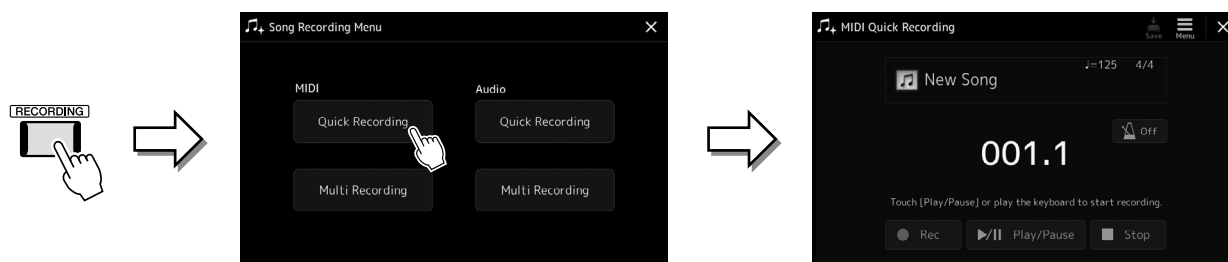 RECORDING
Song Recording Menu
MIDI
Audio
Quick Recording
Quick Recording
Multi Recording
Multi Recording
MIDI Quick Recording
Save
Menu
♩=125 4/4
New Song
Off
001.1
Touch [Play/Pause] or play the keyboard to start recording.
Rec
Play/Pause
Stop